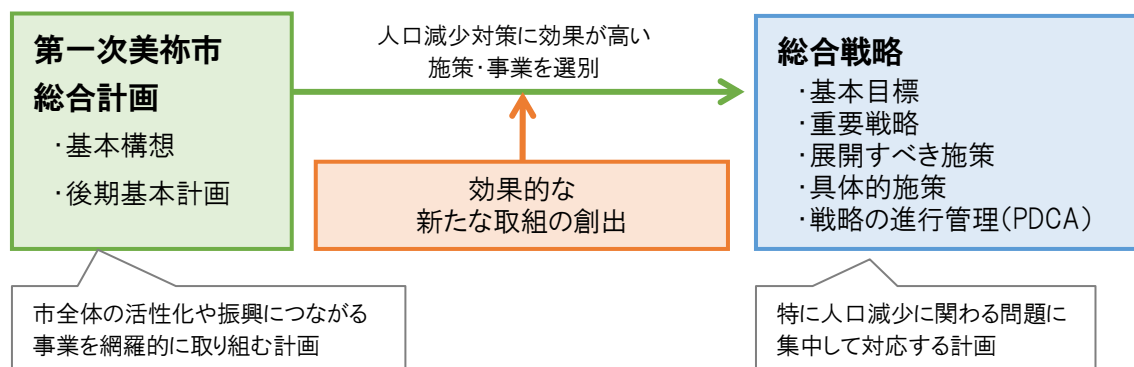 第一次美祢市
総合計画
・基本構想
・後期基本計画
人口減少対策に効果が高い
施策・事業を選別
効果的な
新たな取組の創出
総合戦略
・基本目標
・重要戦略
・展開すべき施策
・具体的施策
・戦略の進行管理(PDCA)
市全体の活性化や振興につながる
事業を網羅的に取り組む計画
特に人口減少に関わる問題に
集中して対応する計画